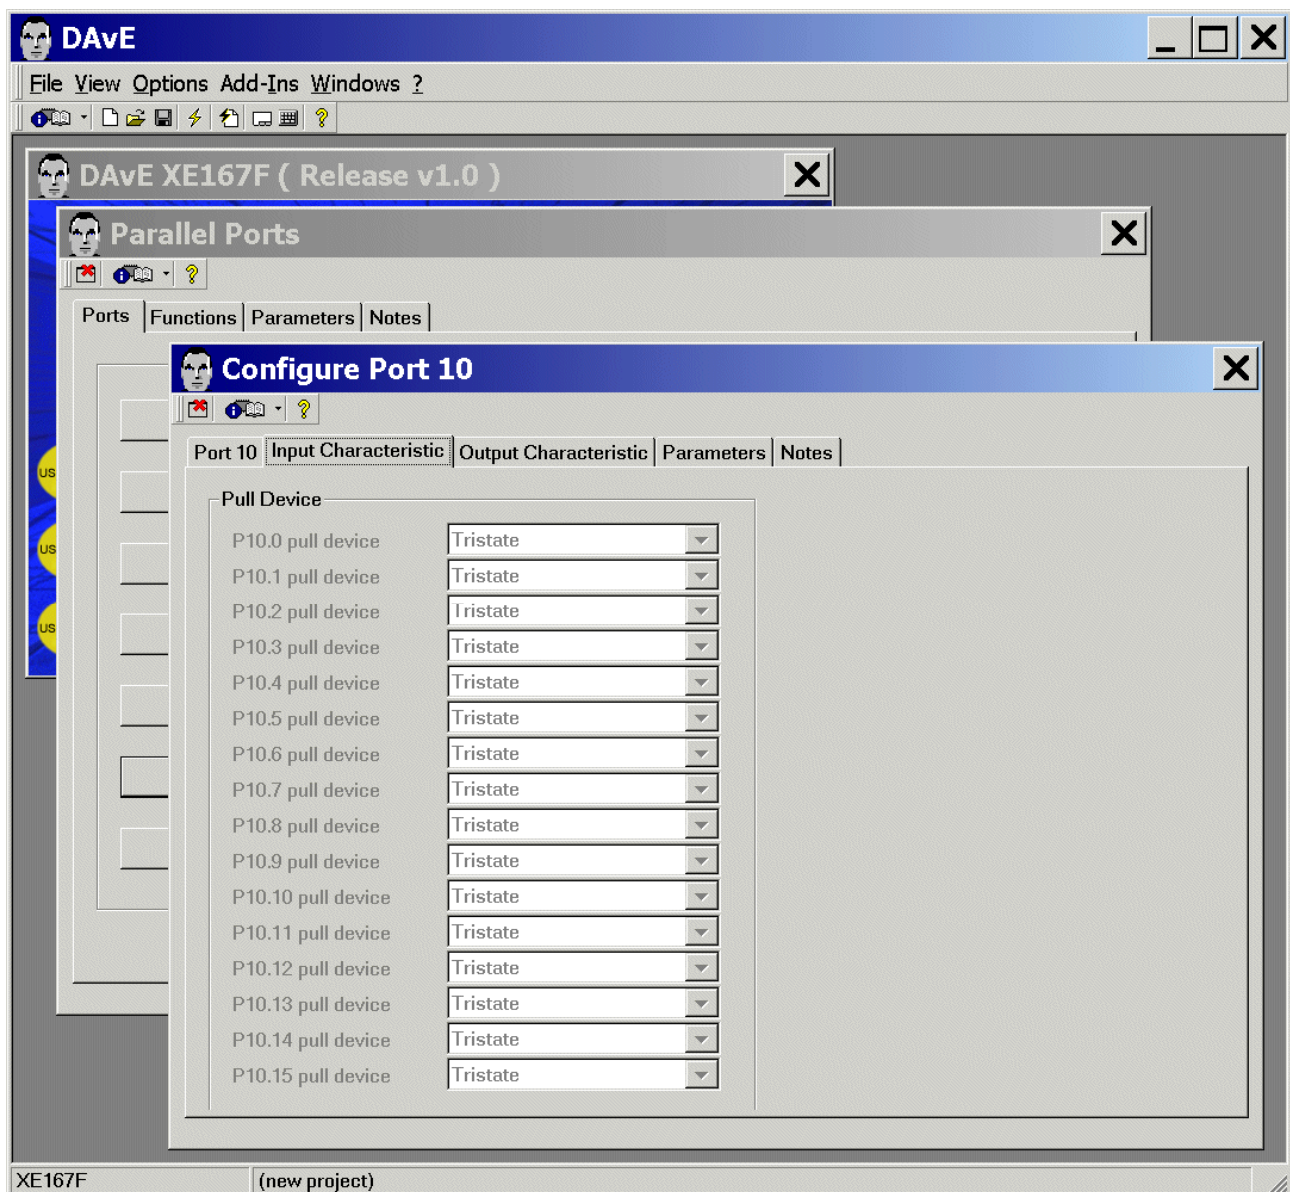 DAvE
File View Options Add-Ins Windows ?
DAvE XE167F ( Release v1.0 )
Parallel Ports
Ports Functions Parameters Notes
Configure Port 10
Port 10 Input Characteristic Output Characteristic Parameters Notes
Pull Device
P10.0 pull device Tristate
P10.1 pull device Tristate
P10.2 pull device Tristate
P10.3 pull device Tristate
P10.4 pull device Tristate
P10.5 pull device Tristate
P10.6 pull device Tristate
P10.7 pull device Tristate
P10.8 pull device Tristate
P10.9 pull device Tristate
P10.10 pull device Tristate
P10.11 pull device Tristate
P10.12 pull device Tristate
P10.13 pull device Tristate
P10.14 pull device Tristate
P10.15 pull device Tristate
US
US
US
XE167F (new project)